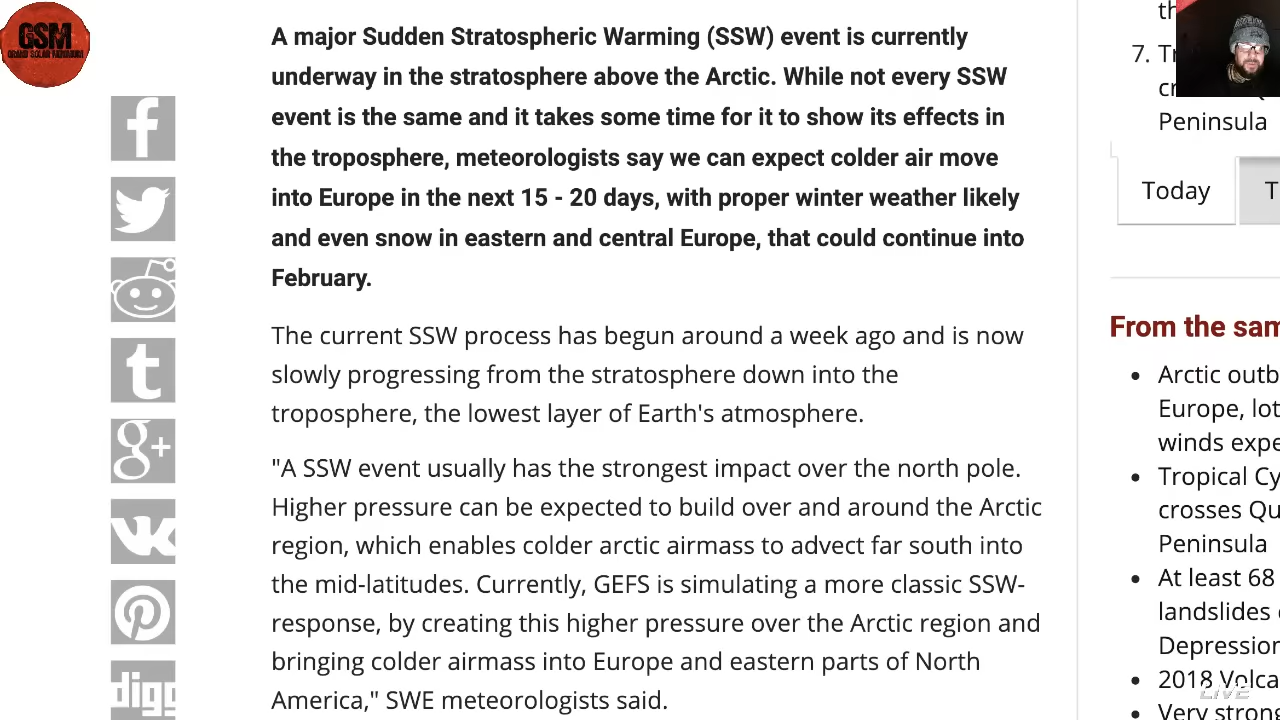 GSM
GRAND SOLAR MINIMUM
A major Sudden Stratospheric Warming (SSW) event is currently
underway in the stratosphere above the Arctic. While not every SSW
event is the same and it takes some time for it to show its effects in
the troposphere, meteorologists say we can expect colder air move
into Europe in the next 15 - 20 days, with proper winter weather likely
and even snow in eastern and central Europe, that could continue into
February.
The current SSW process has begun around a week ago and is now
slowly progressing from the stratosphere down into the
troposphere, the lowest layer of Earth's atmosphere.
"A SSW event usually has the strongest impact over the north pole.
Higher pressure can be expected to build over and around the Arctic
region, which enables colder arctic airmass to advect far south into
the mid-latitudes. Currently, GEFS is simulating a more classic SSW-
response, by creating this higher pressure over the Arctic region and
bringing colder airmass into Europe and eastern parts of North
America," SWE meteorologists said.
digg
th
7. Tr
cr
Peninsula
Today
T
From the sam
• Arctic outb
Europe, lot
winds expe
• Tropical Cy
crosses Qu
Peninsula
• At least 68
landslides
Depression
• 2018 Volca
• Very strong
LIVE